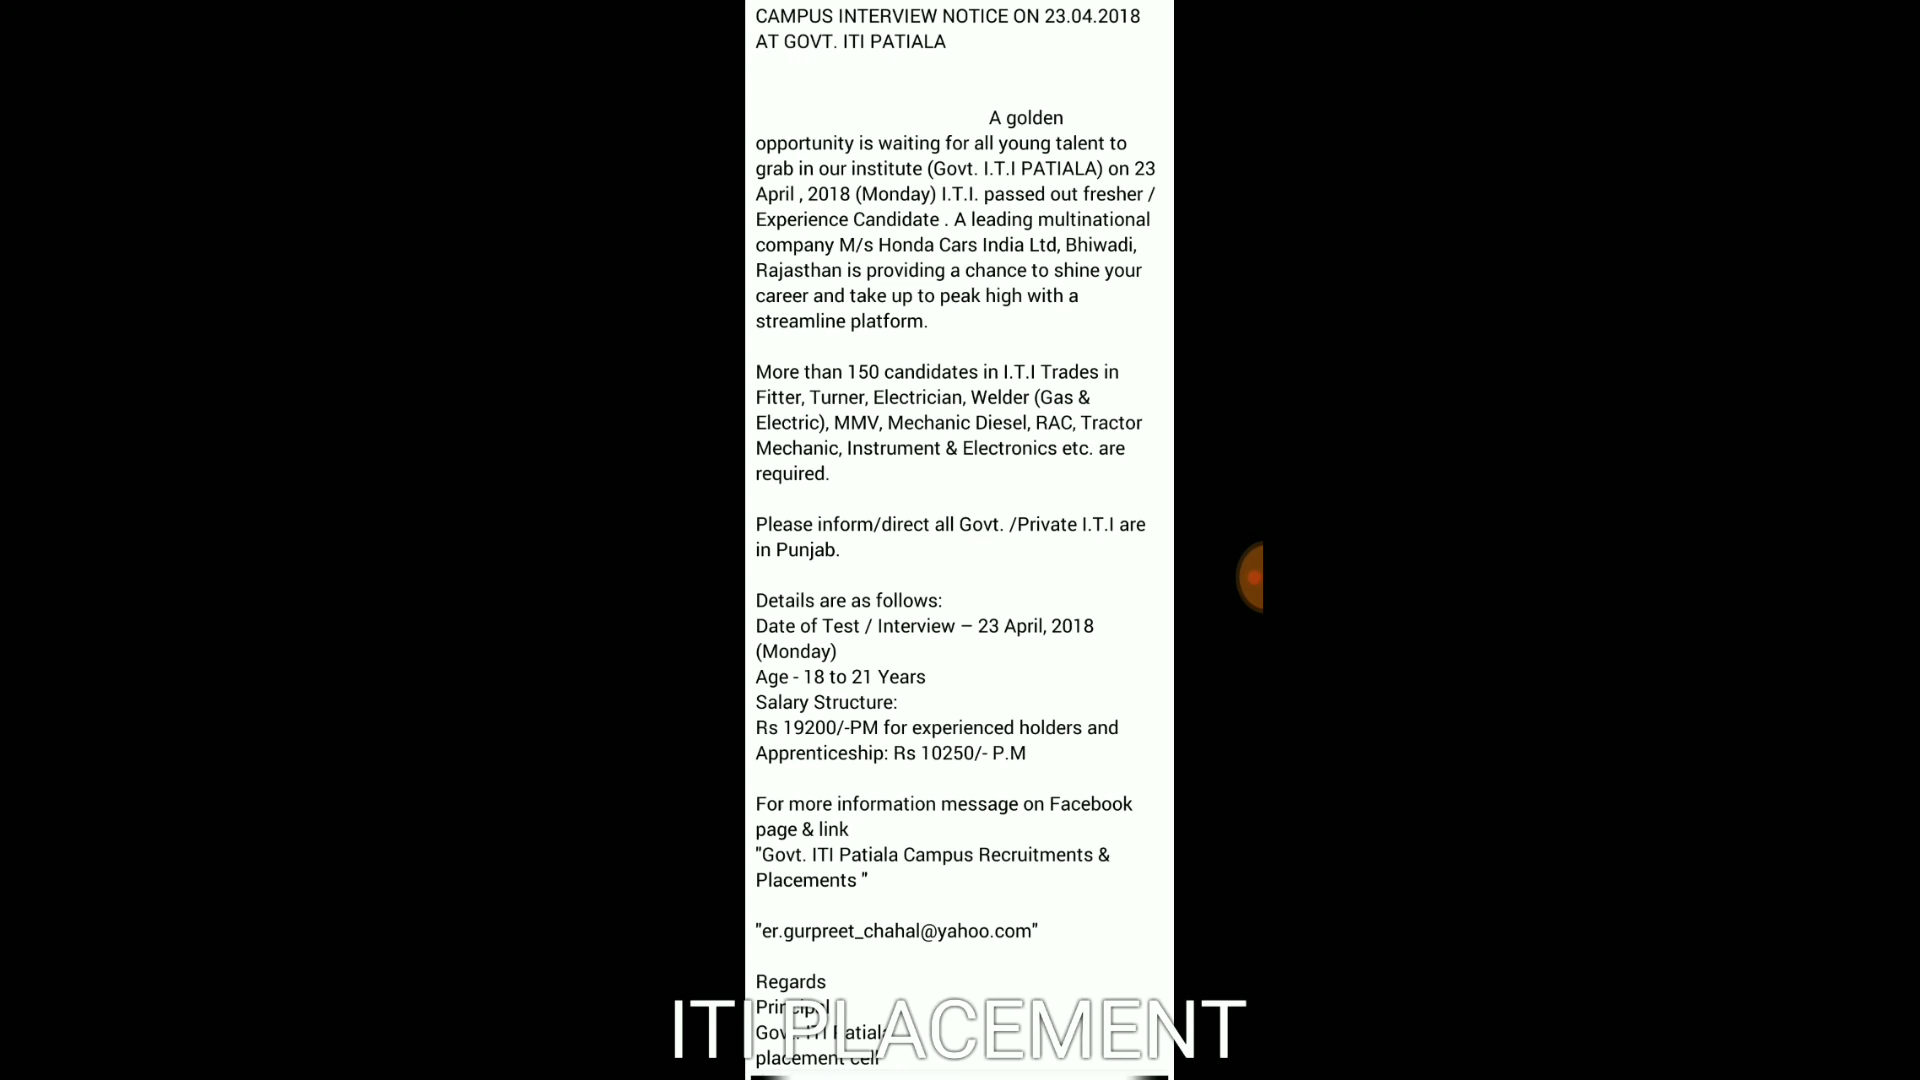 CAMPUS INTERVIEW NOTICE ON 23.04.2018
AT GOVT. ITI PATIALA
A golden
opportunity is waiting for all young talent to
grab in our institute (Govt. I.T.I PATIALA) on 23
April , 2018 (Monday) I.T.I. passed out fresher /
Experience Candidate . A leading multinational
company M/s Honda Cars India Ltd, Bhiwadi,
Rajasthan is providing a chance to shine your
career and take up to peak high with a
streamline platform.
More than 150 candidates in I.T.I Trades in
Fitter, Turner, Electrician, Welder (Gas &
Electric), MMV, Mechanic Diesel, RAC, Tractor
Mechanic, Instrument & Electronics etc. are
required.
Please inform/direct all Govt. /Private I.T.I are
in Punjab.
Details are as follows:
Date of Test / Interview – 23 April, 2018
(Monday)
Age - 18 to 21 Years
Salary Structure:
Rs 19200/-PM for experienced holders and
Apprenticeship: Rs 10250/- P.M
For more information message on Facebook
page & link
"Govt. ITI Patiala Campus Recruitments &
Placements "
"er.gurpreet_chahal@yahoo.com"
Regards
Principal
Govt. ITI Patiala
placement cell
ITI PLACEMENT